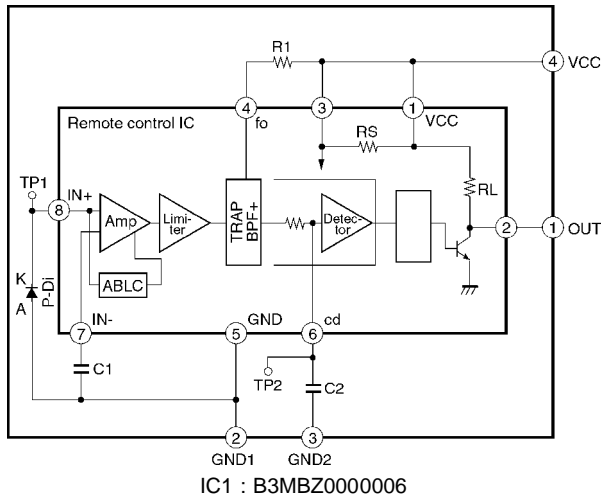 R1
4 VCC
4 fo
3
1
VCC
Remote control IC
RS
TP1
8 IN+
RL
Amp
Limi-
ter
TRAP
BPF+
Detec-
tor
2
1 OUT
ABLC
K
A
P-Di
IN-
7
5 GND
6 cd
C1
TP2
C2
2
GND1
3
GND2
IC1 : B3MBZ0000006